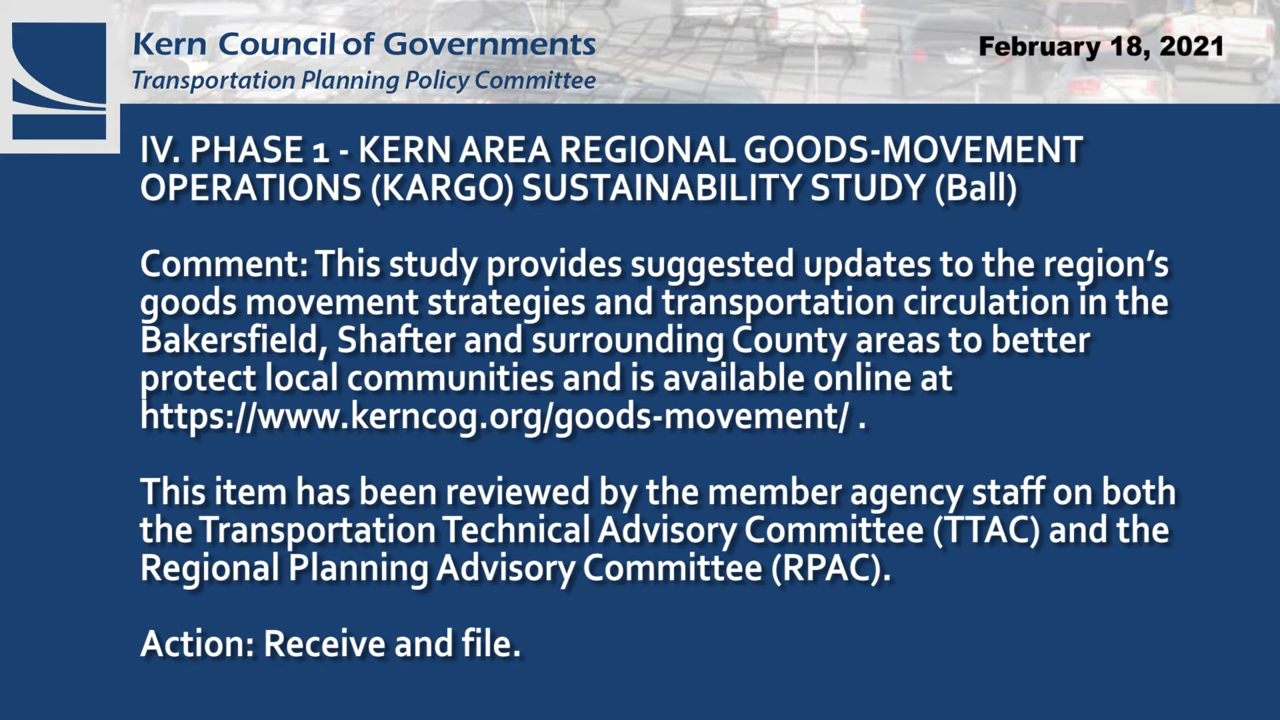 Kern Council of Governments
Transportation Planning Policy Committee
February 18, 2021
IV. PHASE 1 - KERN AREA REGIONAL GOODS-MOVEMENT
OPERATIONS (KARGO) SUSTAINABILITY STUDY (Ball)
Comment: This study provides suggested updates to the region's
goods movement strategies and transportation circulation in the
Bakersfield, Shafter and surrounding County areas to better
protect local communities and is available online at
https://www.kerncog.org/goods-movement/ .
This item has been reviewed by the member agency staff on both
the Transportation Technical Advisory Committee (TTAC) and the
Regional Planning Advisory Committee (RPAC).
Action: Receive and file.